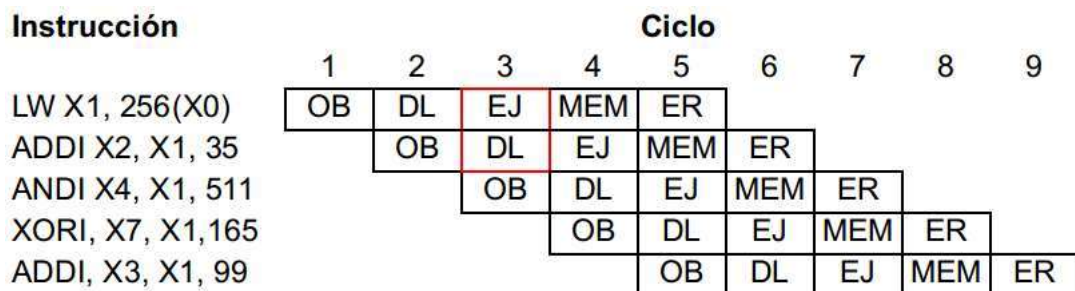 Instrucción Ciclo
1 2 3 4 5 6 7 8 9
LW X1, 256(X0) OB DL EJ MEM ER
ADDI X2, X1, 35 OB DL EJ MEM ER
ANDI X4, X1, 511 OB DL EJ MEM ER
XORI, X7, X1,165 OB DL EJ MEM ER
ADDI, X3, X1, 99 OB DL EJ MEM ER